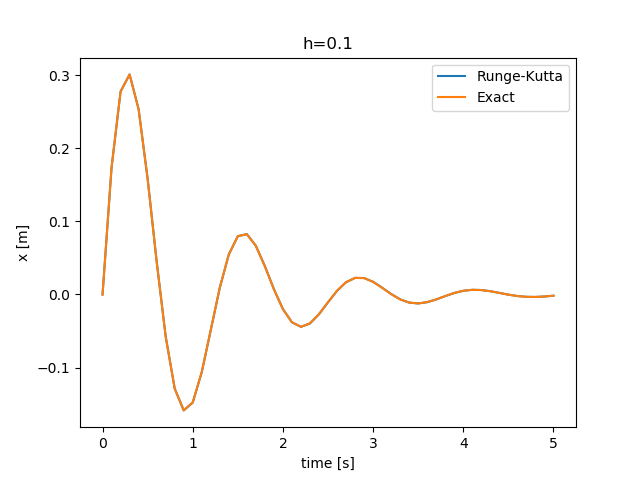 h=0.1
Runge-Kutta
Exact
0.3
0.2
0.1
0.0
−0.1
x [m]
0 1 2 3 4 5
time [s]